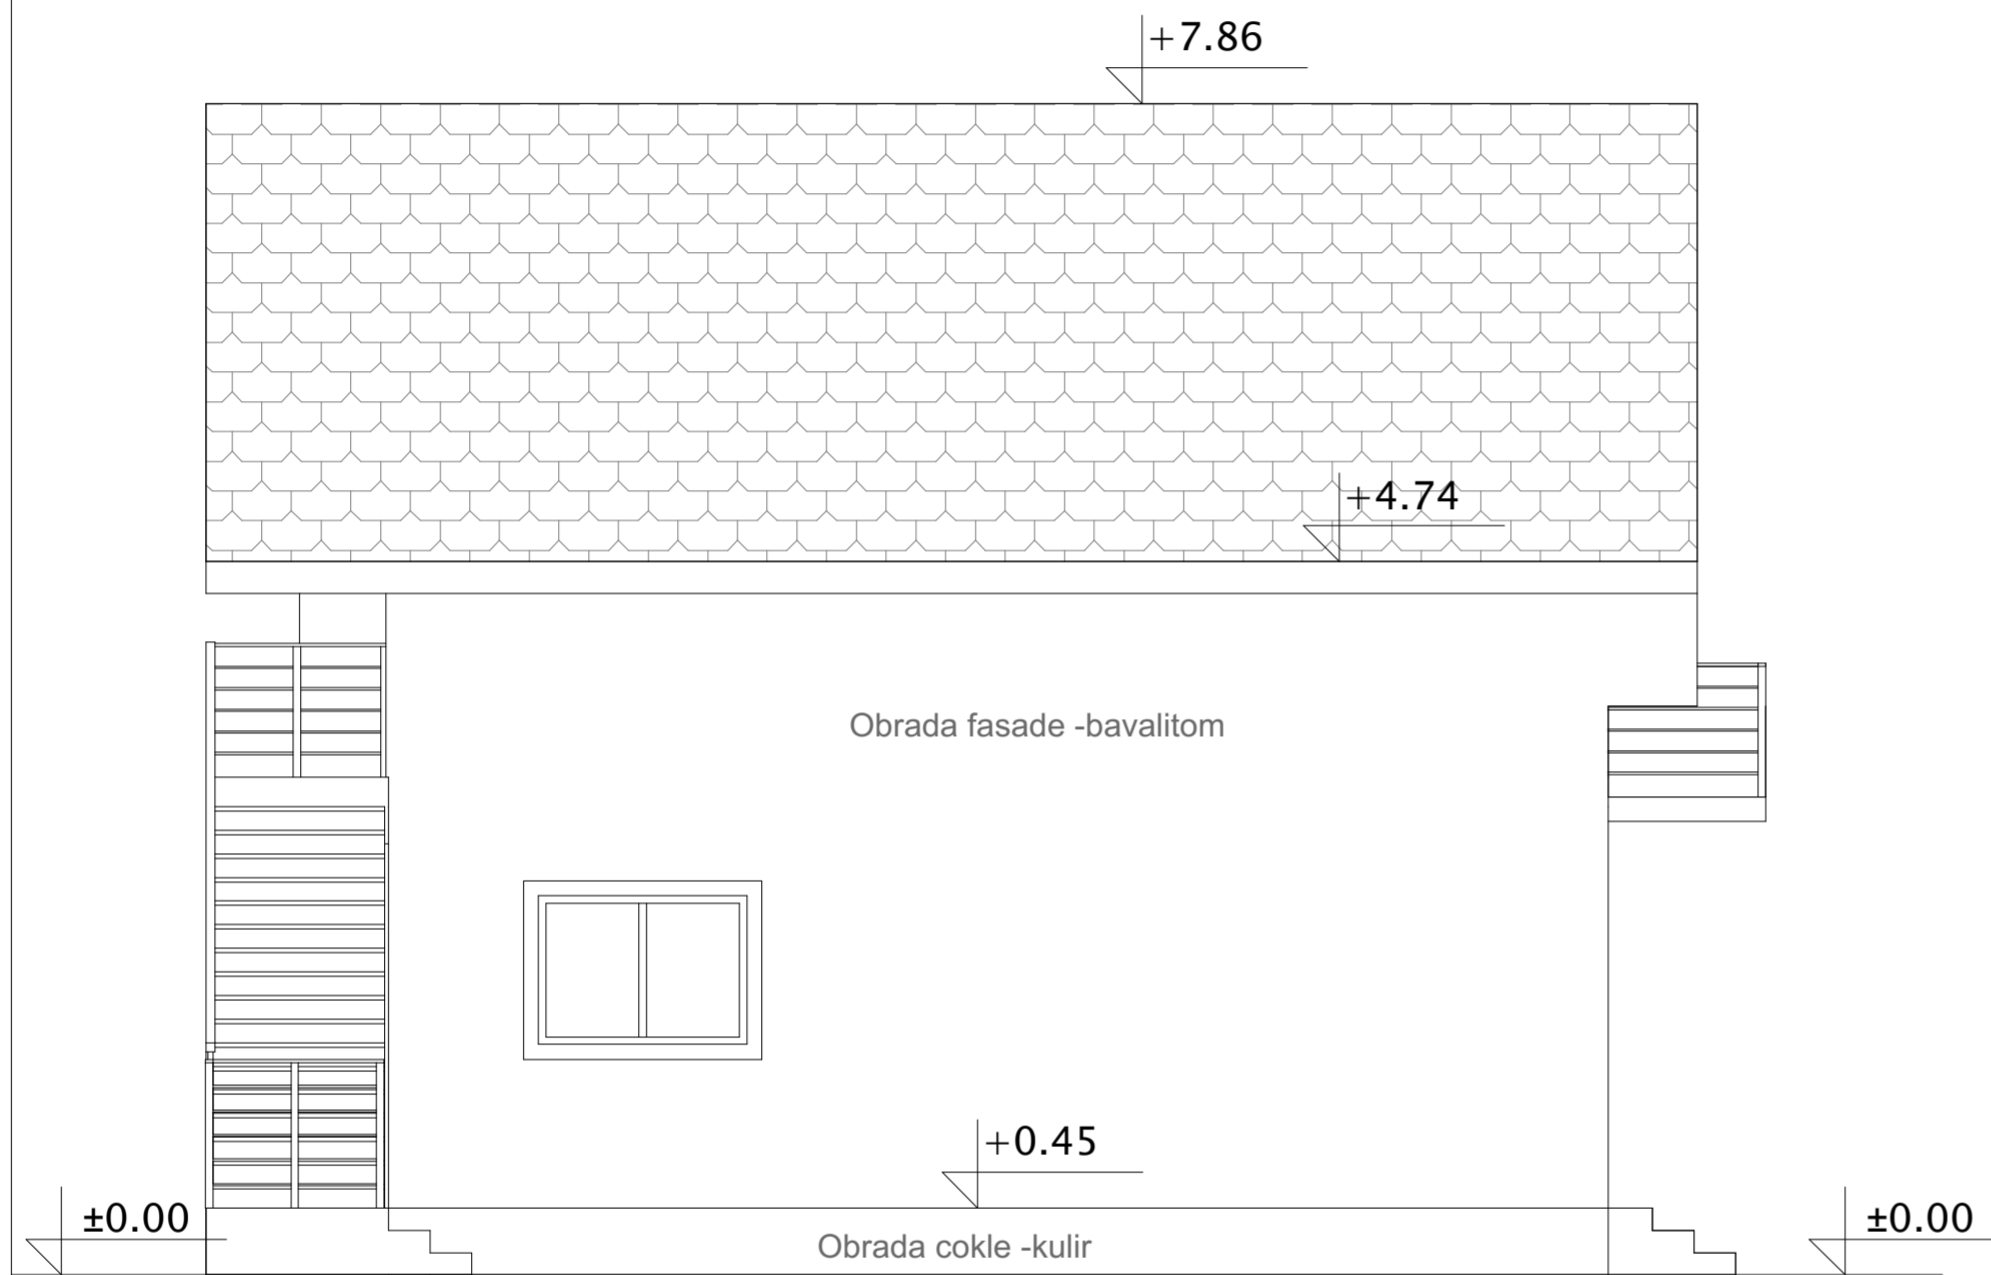 +7.86
+4.74
Obrada fasade -bavalitom
+0.45
±0.00
±0.00
Obrada cokle -kulir